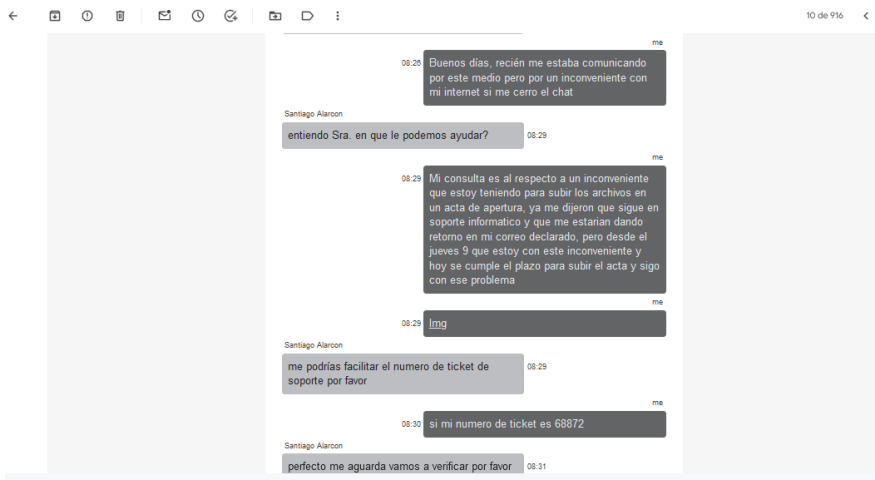 10 de 916
me
08:26 Buenos días, recién me estaba comunicando
por este medio pero por un inconveniente con
mi internet si me cerro el chat
Santiago Alarcon
entiendo Sra. en que le podemos ayudar? 08:29
me
08:29 Mi consulta es al respecto a un inconveniente
que estoy teniendo para subir los archivos en
un acta de apertura, ya me dijeron que sigue en
soporte informatico y que me estarian dando
retorno en mi correo declarado, pero desde el
jueves 9 que estoy con este inconveniente y
hoy se cumple el plazo para subir el acta y sigo
con ese problema
me
08:29 Img
Santiago Alarcon
me podrías facilitar el numero de ticket de 08:29
soporte por favor
me
08:30 si mi numero de ticket es 68872
Santiago Alarcon
perfecto me aguarda vamos a verificar por favor 08:31